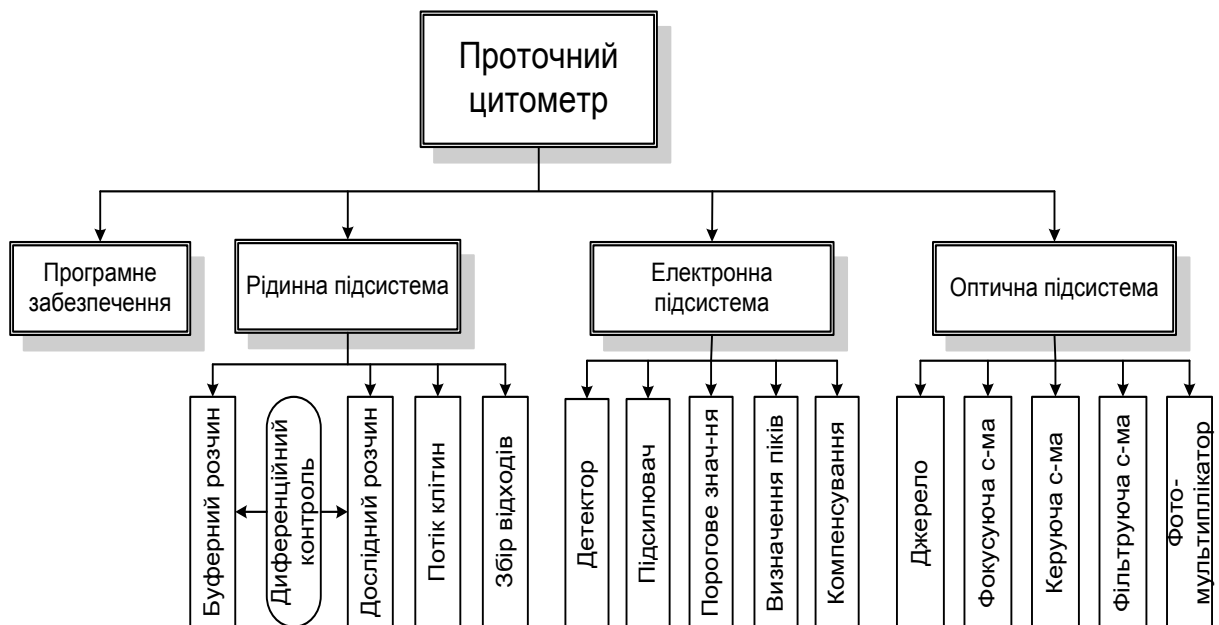 Проточний
цитометр
Програмне
забезпечення
Рідинна підсистема
Електронна
підсистема
Оптична підсистема
Буферний розчин
Диференційний
контроль
Дослідний розчин
Потік клітин
Збір відходів
Детектор
Підсилювач
Порогове знач-ня
Визначення піків
Компенсування
Джерело
Фокусуюча с-ма
Керуюча с-ма
Фільтруюча с-ма
Фото-
мультиплікатор